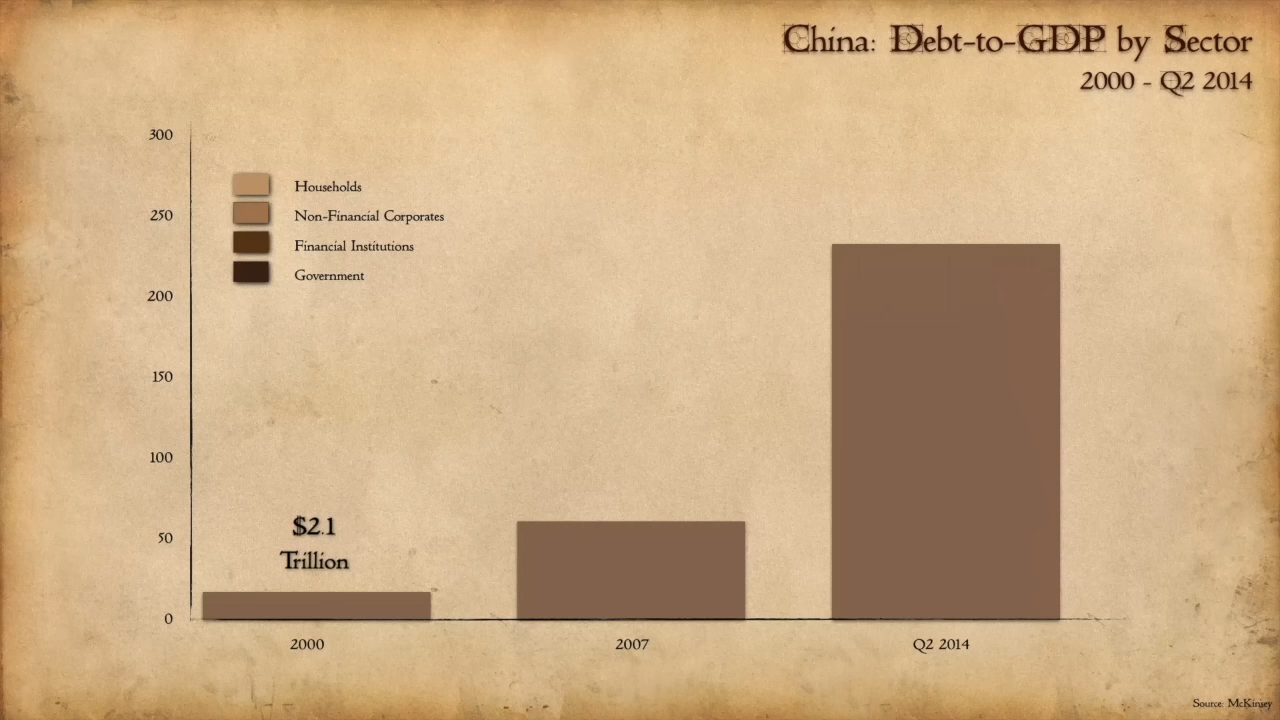 China: Debt-to-GDP by Sector
2000 - Q2 2014
300
250
200
150
100
50
0
Households
Non-Financial Corporates
Financial Institutions
Government
$2.1
Trillion
2000
2007
Q2 2014
Source: McKinsey